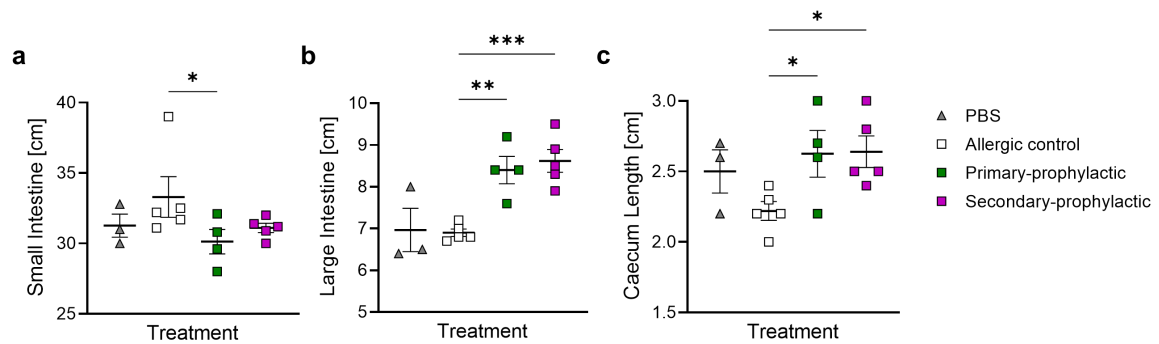 a
*
Small Intestine [cm]
40
35
30
25
Treatment
b
***
**
Large Intestine [cm]
10
9
8
7
6
5
Treatment
c
*
*
Caecum Length [cm]
3.0
2.5
2.0
1.5
Treatment
PBS
Allergic control
Primary-prophylactic
Secondary-prophylactic